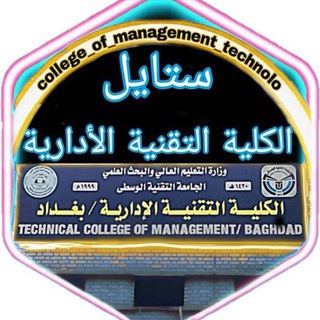 college_of_management_technolo
ستايل
الكلية التقنية الأدارية
وزارة التعليم العالي والبحث العلمي
الجامعة التقنية الوسطى
١٩٩٩م
١٤٢٠هـ
الكلية التقنية الإدارية / بغداد
TECHNICAL COLLEGE OF MANAGEMENT/ BAGHDAD